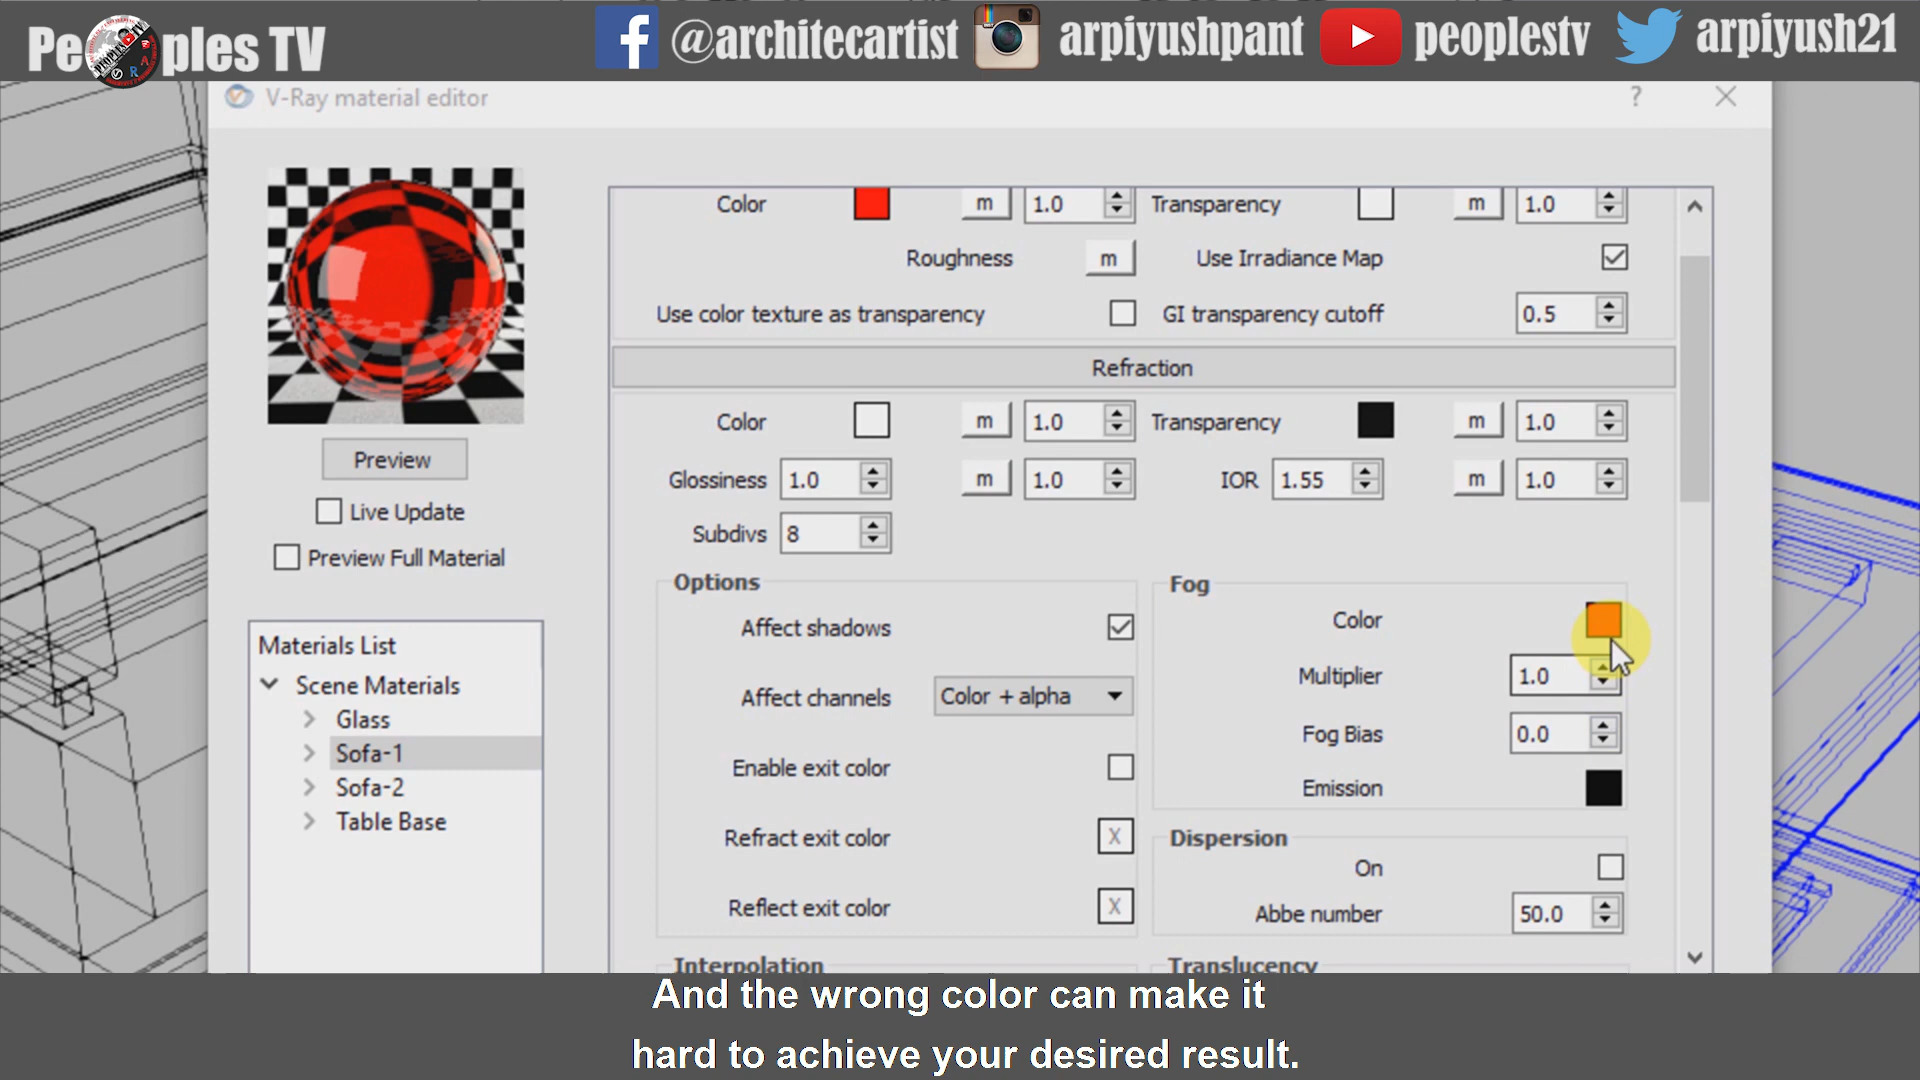 Peoples TV
@architecartist
arpiyushpant
peoplestv
arpiyush21
V-Ray material editor
?
Color m 1.0 Transparency m 1.0
Roughness m Use Irradiance Map
Use color texture as transparency GI transparency cutoff 0.5
Refraction
Color m 1.0 Transparency m 1.0
Glossiness 1.0 m 1.0 IOR 1.55 m 1.0
Subdivs 8
Preview
Live Update
Preview Full Material
Materials List
Scene Materials
Glass
Sofa-1
Sofa-2
Table Base
Options
Affect shadows
Affect channels Color + alpha
Enable exit color
Refract exit color X
Reflect exit color X
Interpolation
Fog
Color
Multiplier 1.0
Fog Bias 0.0
Emission
Dispersion
On
Abbe number 50.0
Translucency
And the wrong color can make it
hard to achieve your desired result.